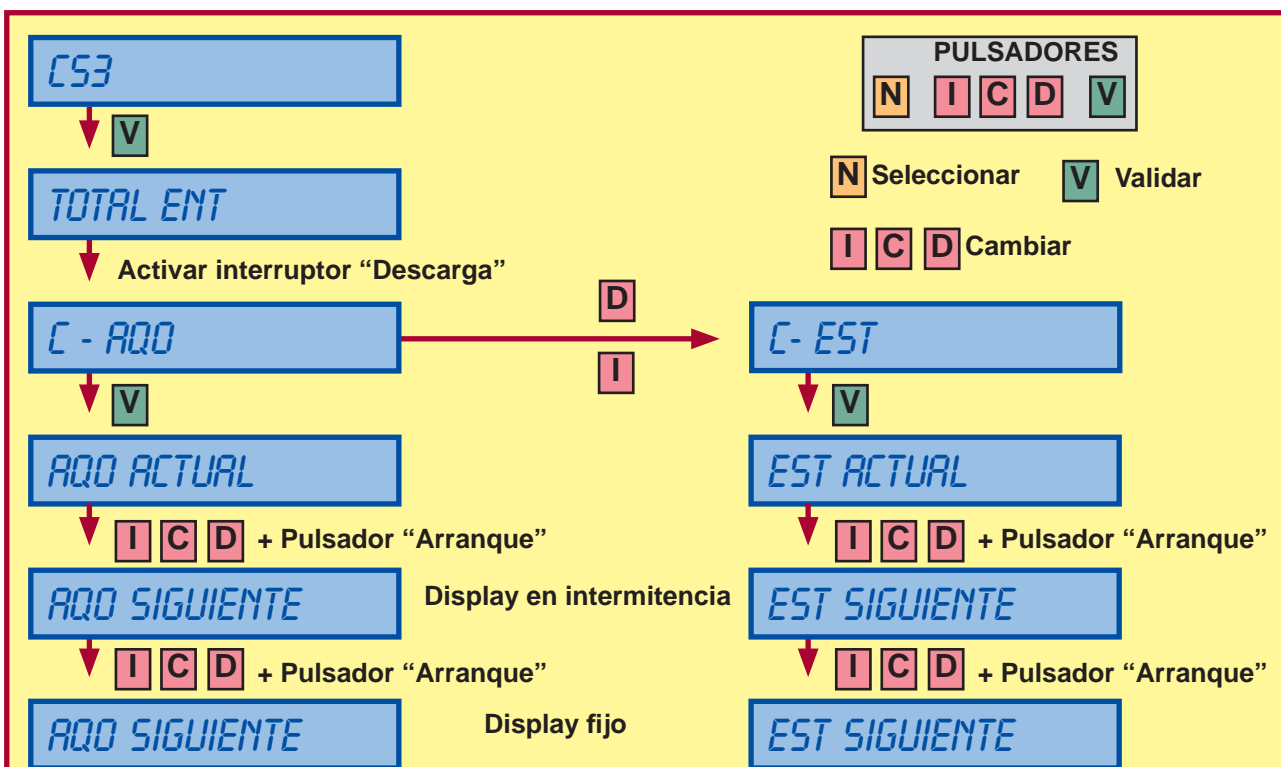 CS3
PULSADORES
N I C D V
V
N Seleccionar V Validar
TOTAL ENT
I C D Cambiar
Activar interruptor “Descarga”
D
C - AQO
C- EST
I
V
V
AQO ACTUAL
EST ACTUAL
I C D + Pulsador “Arranque”
I C D + Pulsador “Arranque”
AQO SIGUIENTE
Display en intermitencia
EST SIGUIENTE
I C D + Pulsador “Arranque”
I C D + Pulsador “Arranque”
AQO SIGUIENTE
Display fijo
EST SIGUIENTE